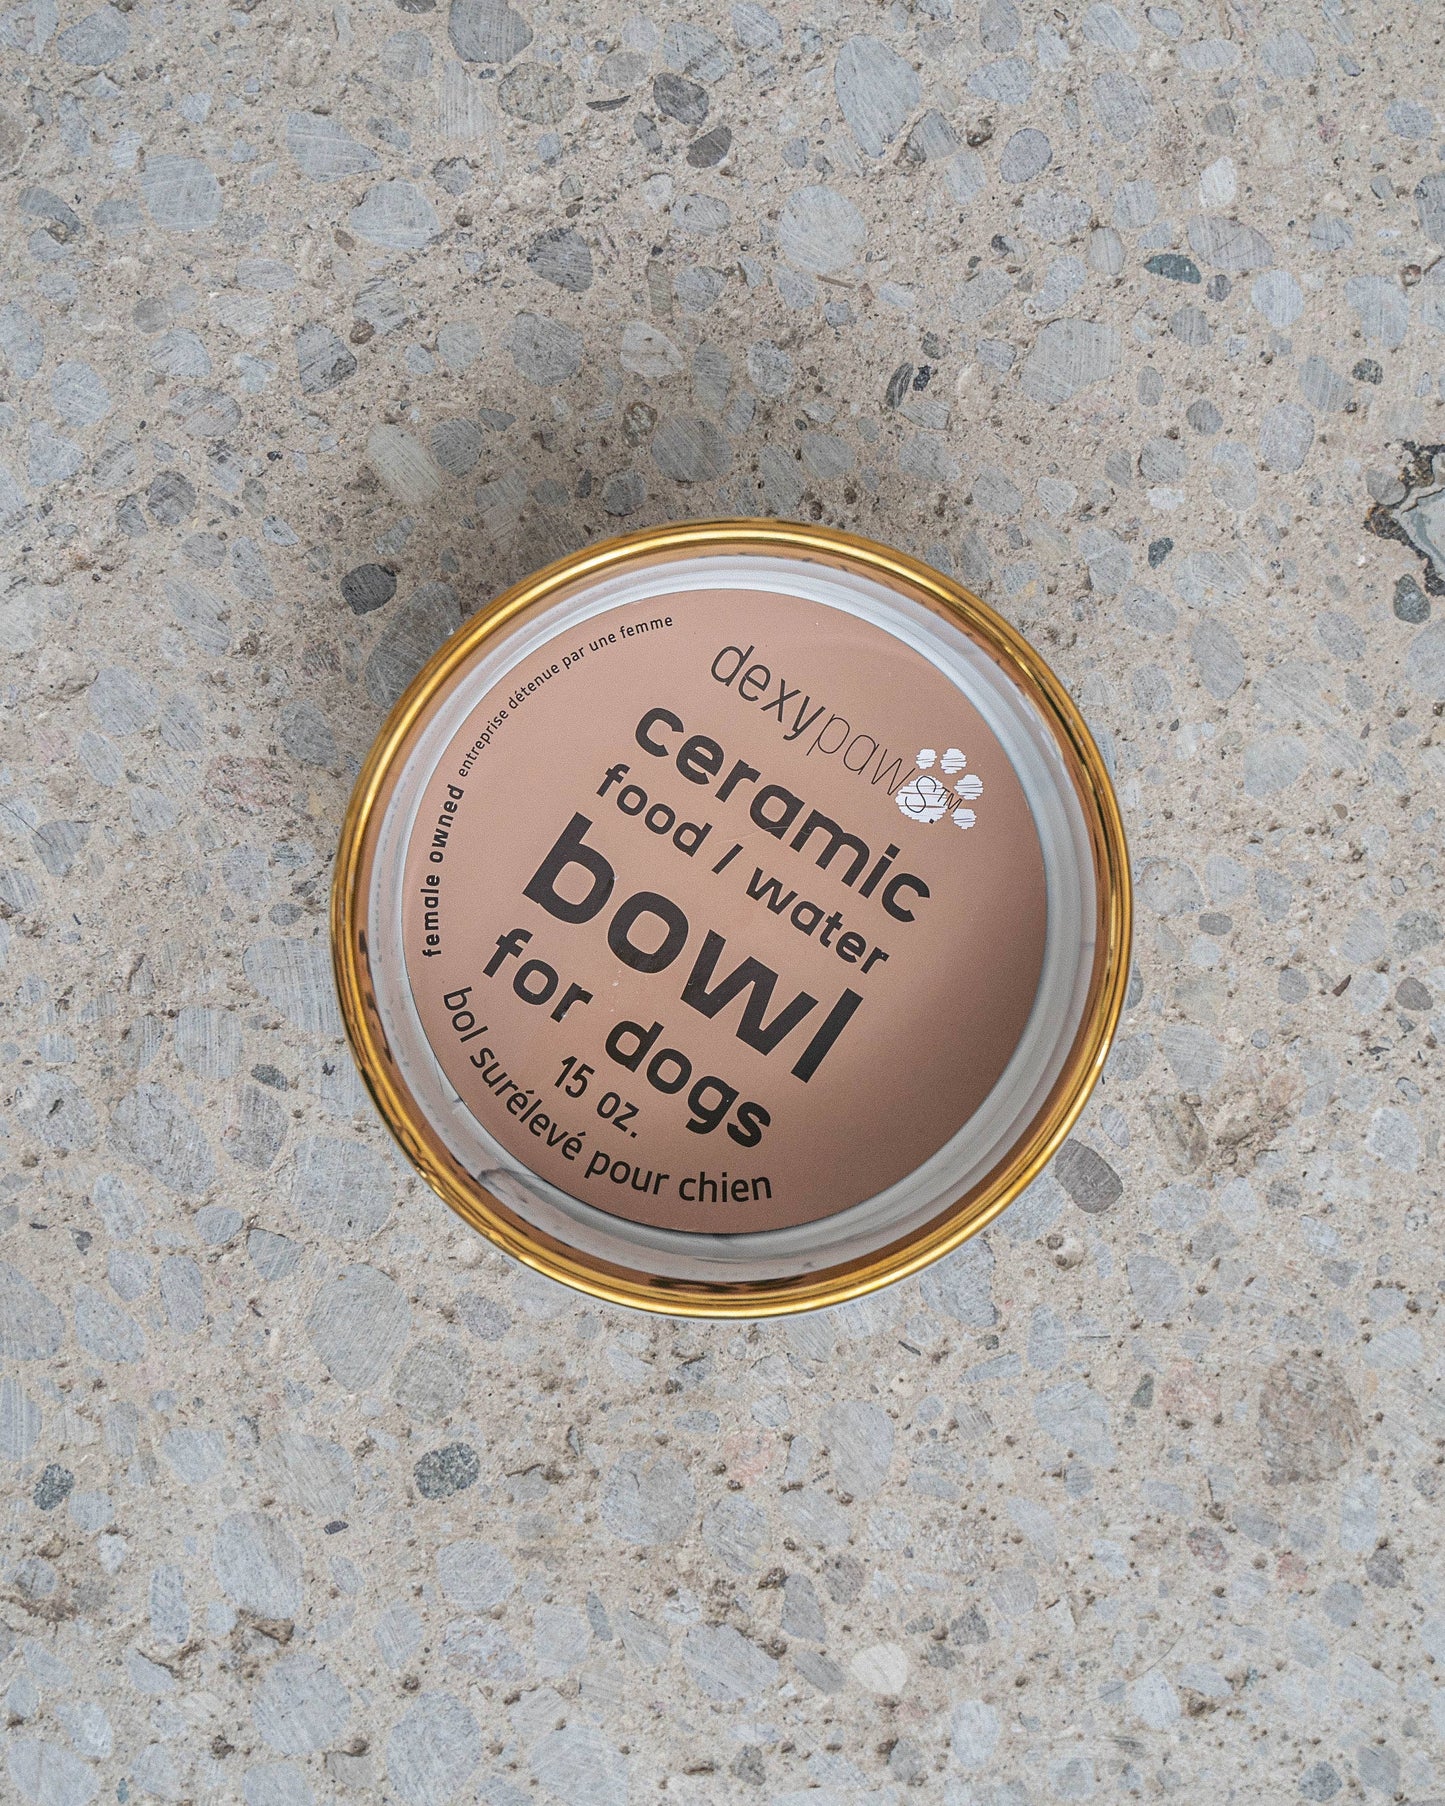 dexypaws.™
ceramic
food / water
bowl
for dogs
15 oz.
bol surélevé pour chien
female owned entreprise détenue par une femme